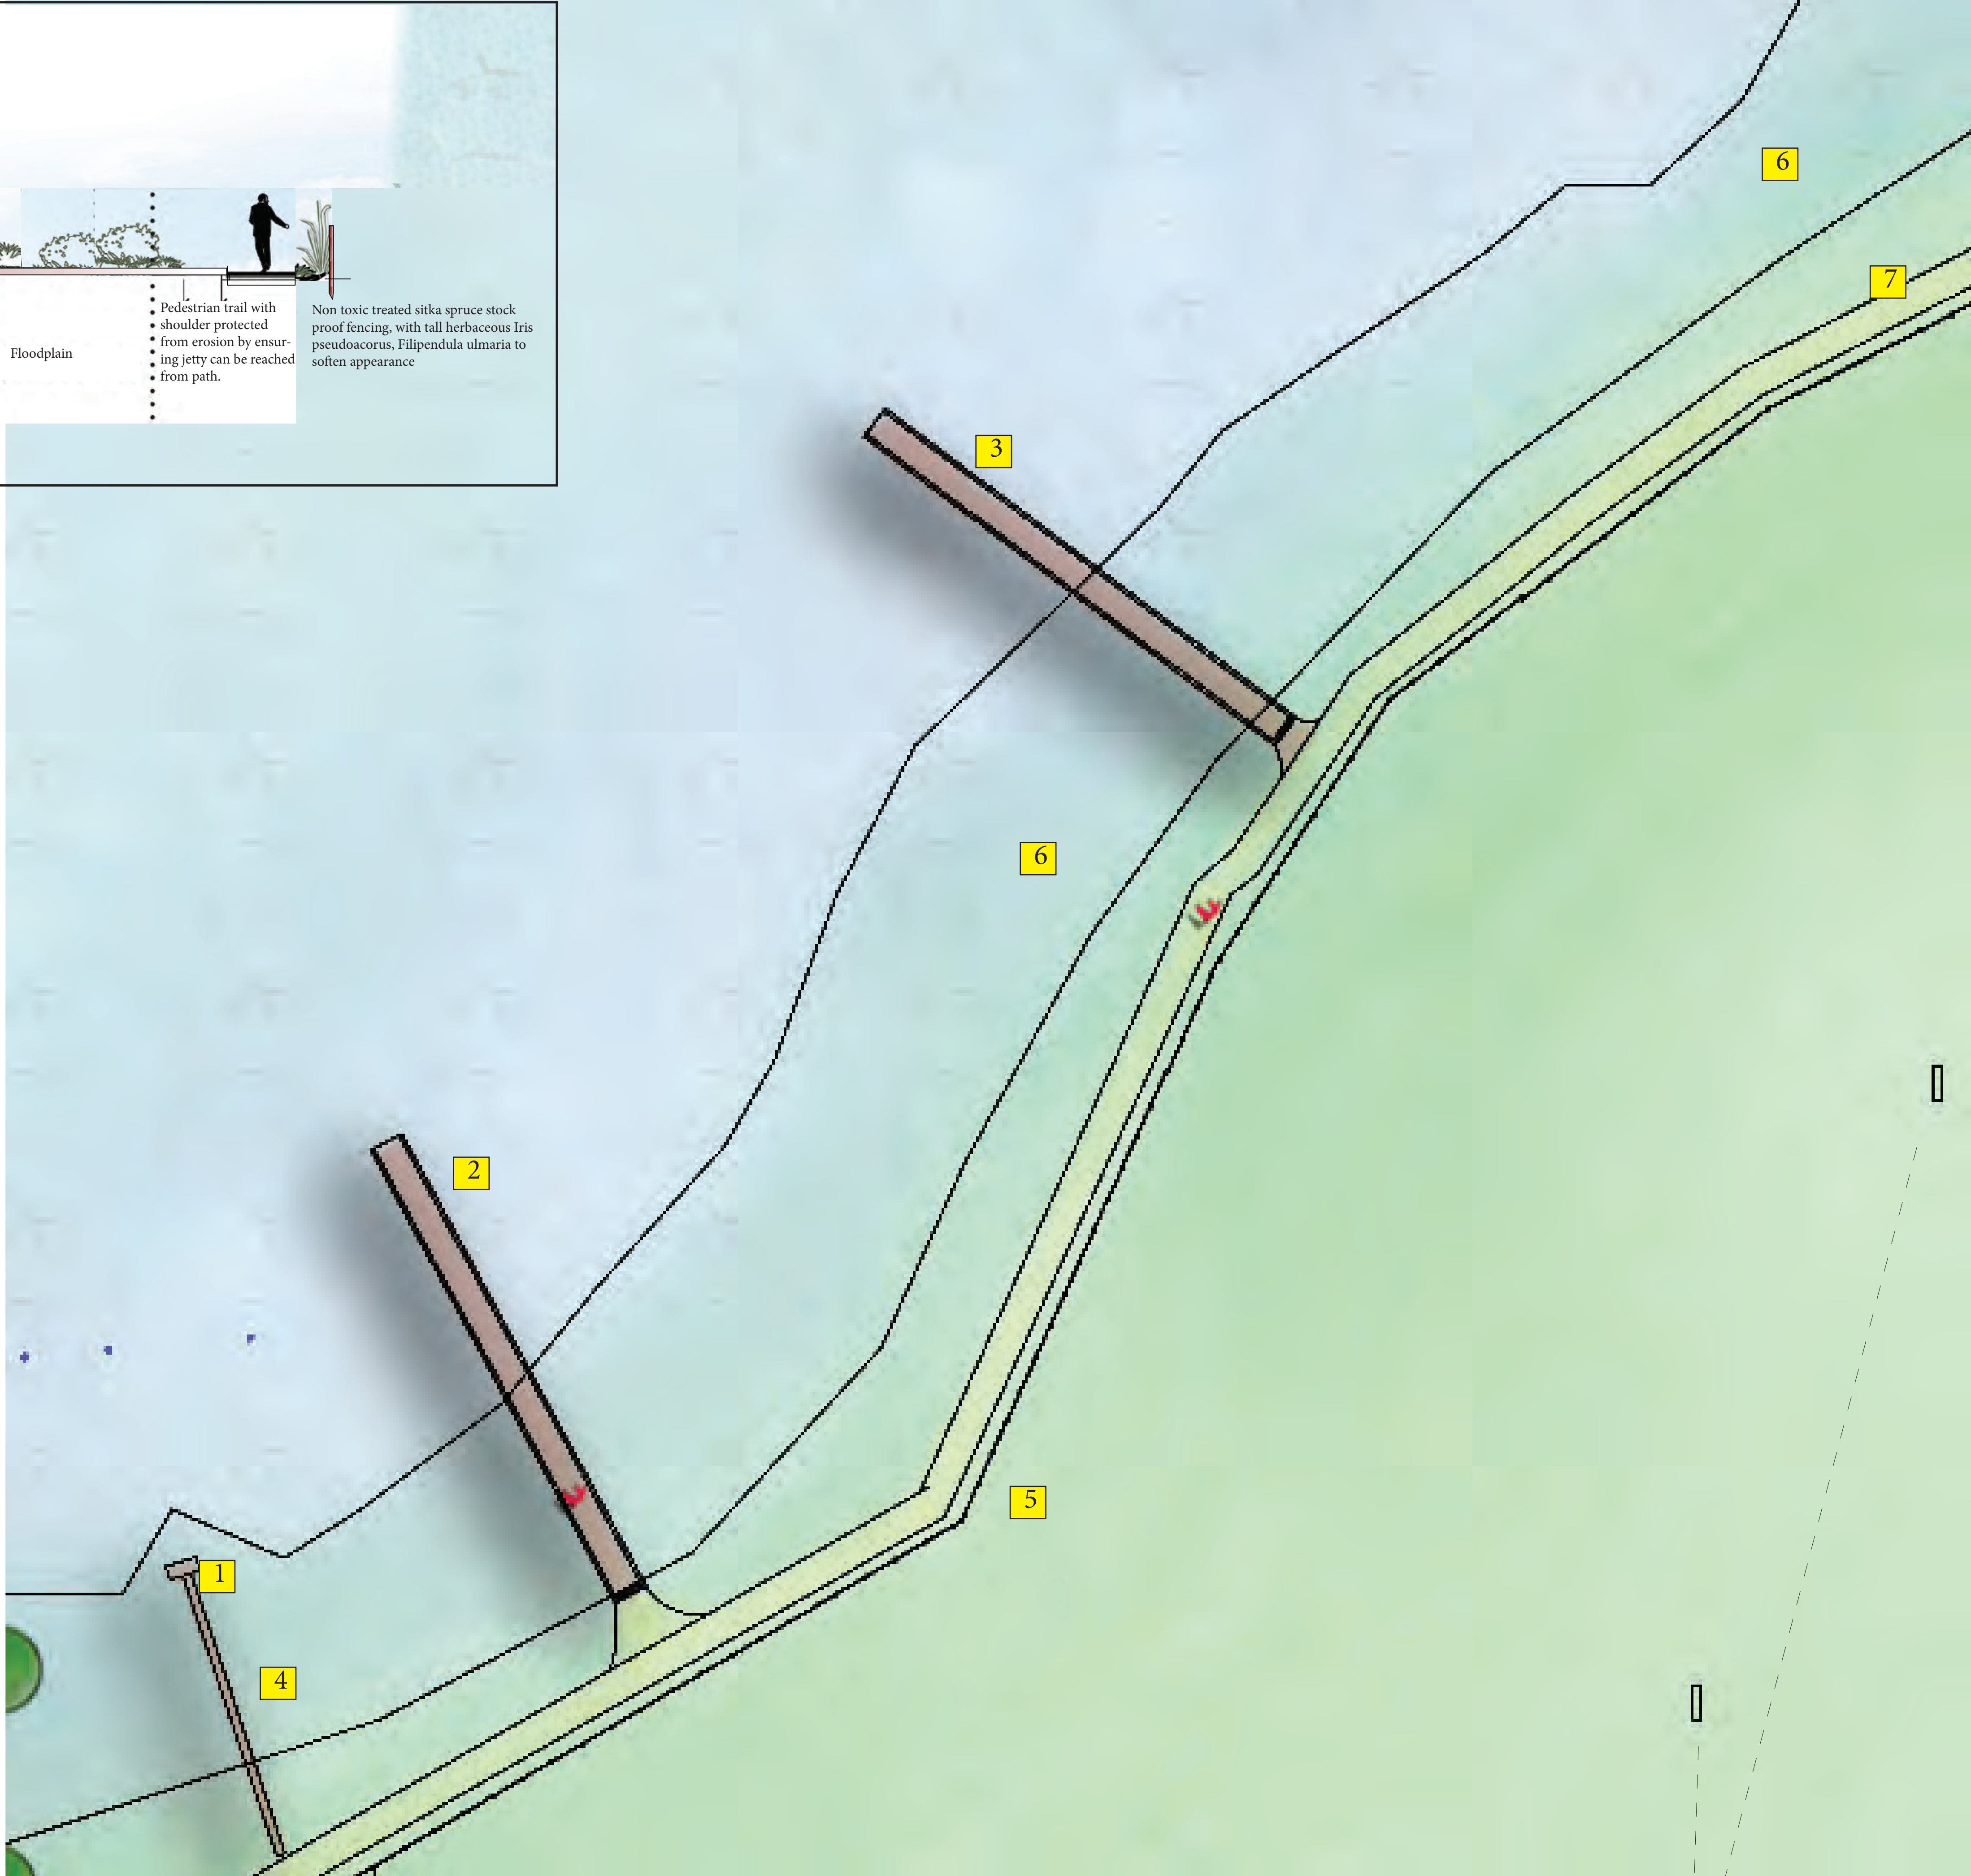 Floodplain
Pedestrian trail with
shoulder protected
from erosion by ensur-
ing jetty can be reached
from path.
Non toxic treated sitka spruce stock
proof fencing, with tall herbaceous Iris
pseudoacorus, Filipendula ulmaria to
soften appearance
6
7
3
6
2
5
1
4